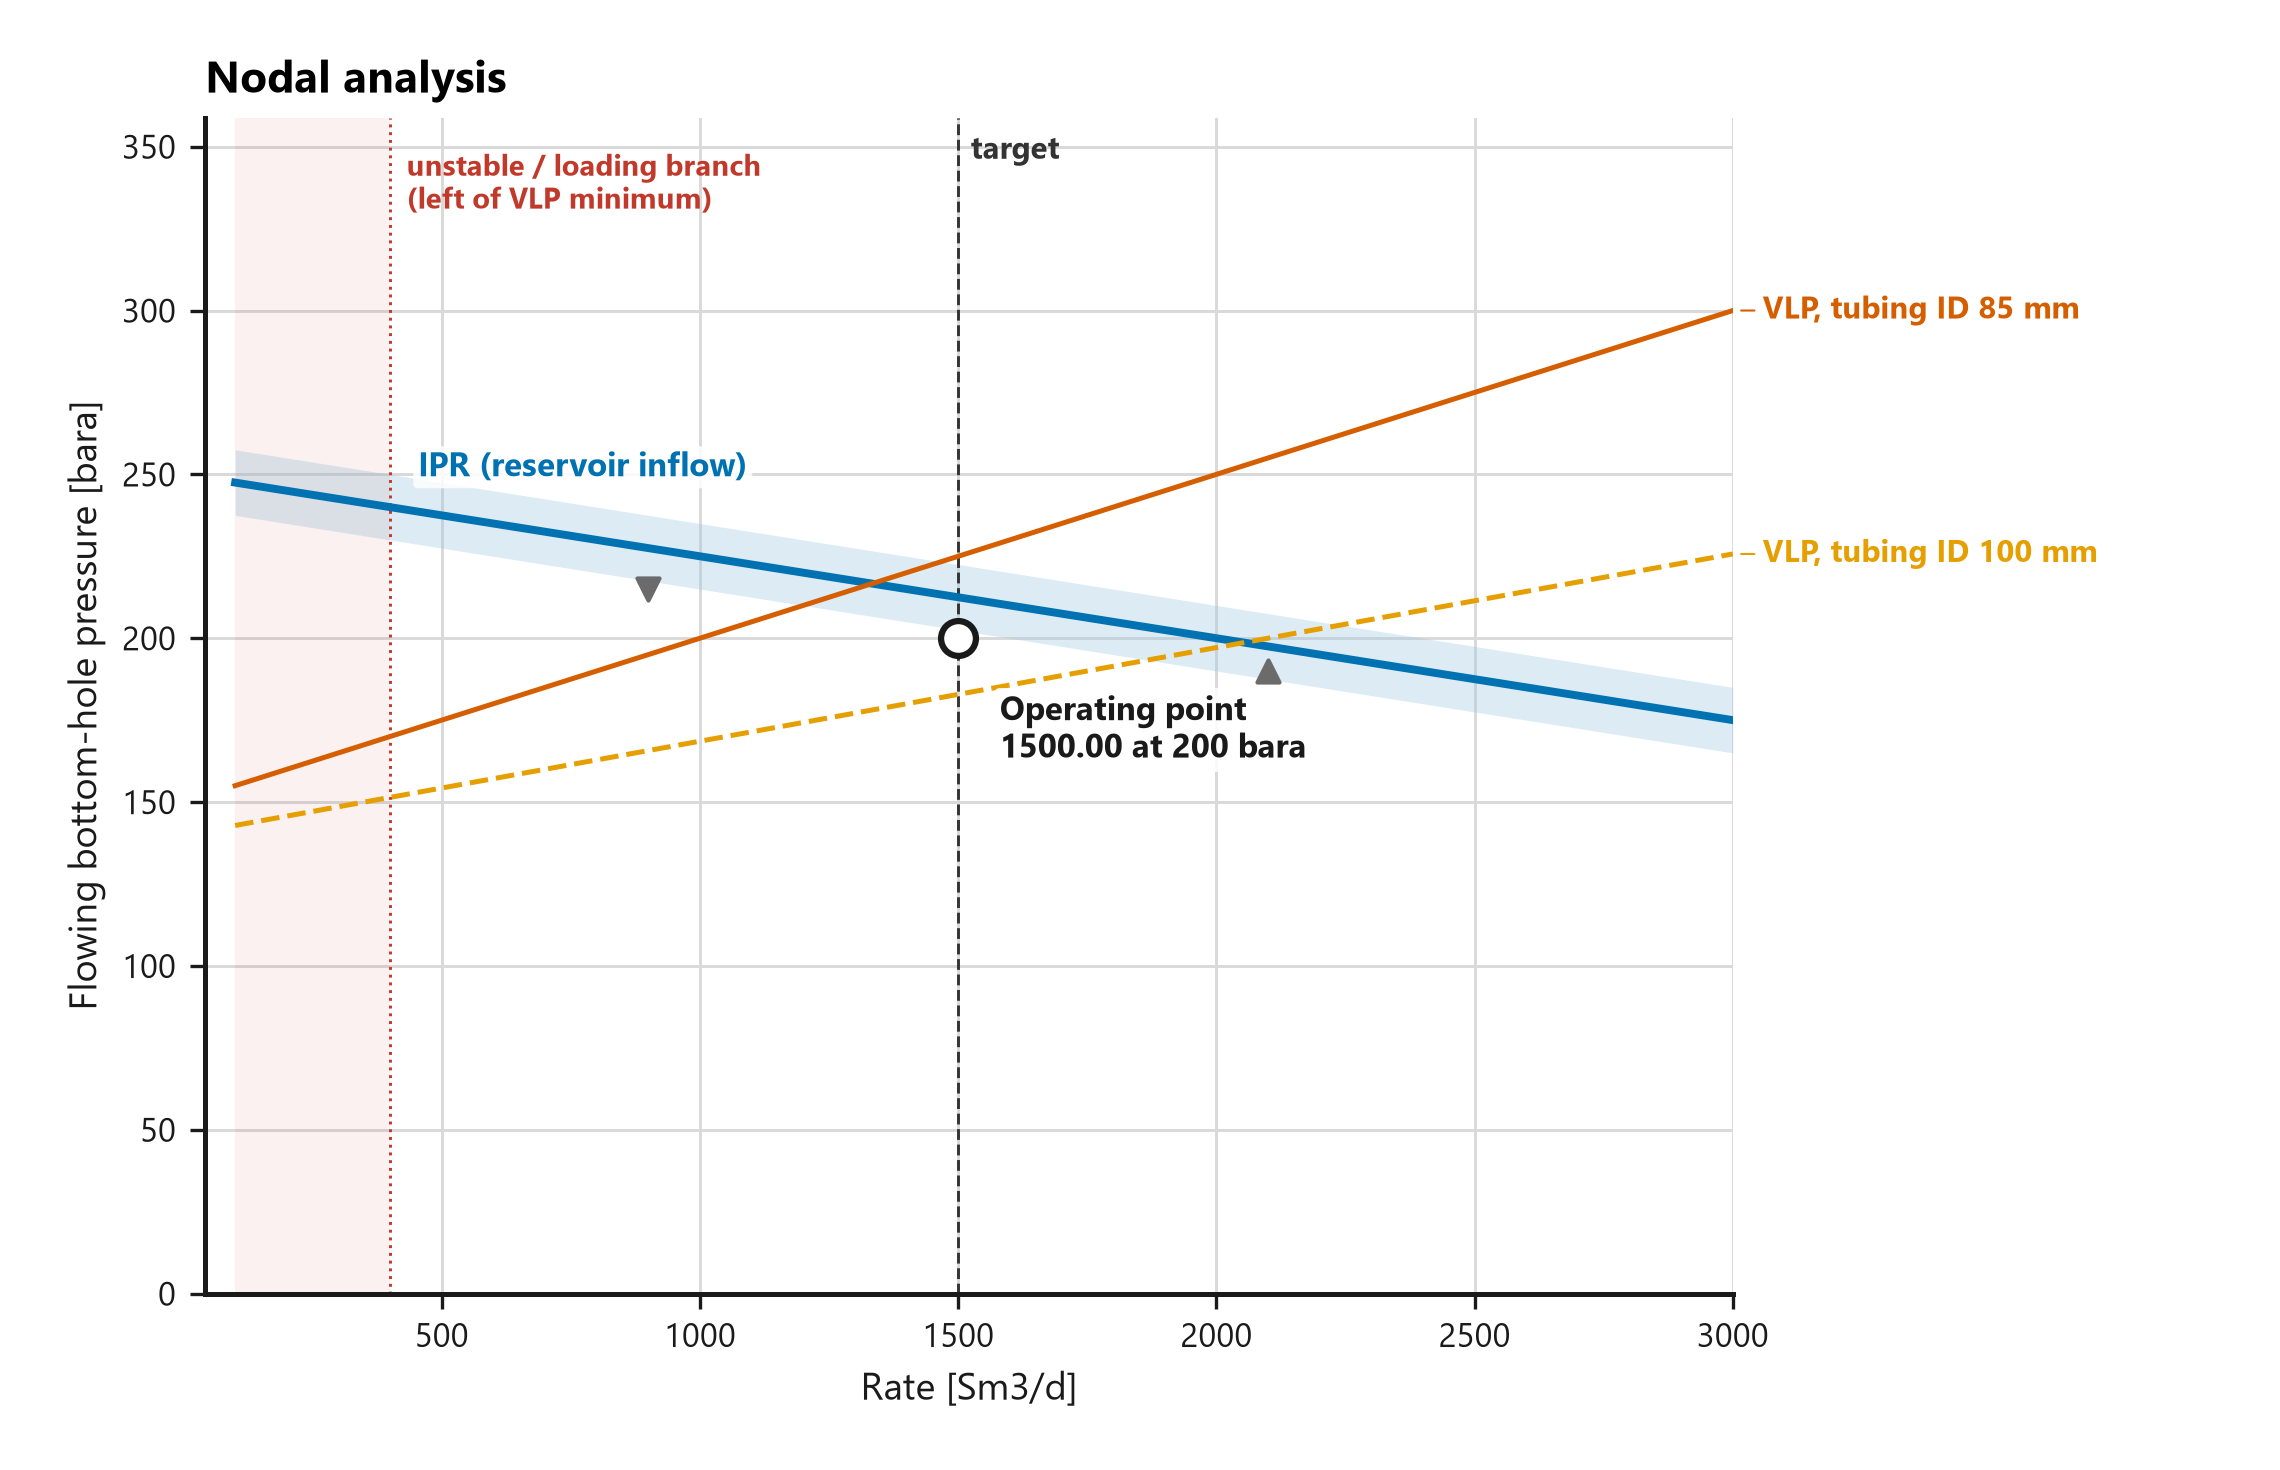 Nodal analysis
350
300
250
200
150
100
50
0
Flowing bottom-hole pressure [bara]
unstable / loading branch
(left of VLP minimum)
target
IPR (reservoir inflow)
VLP, tubing ID 85 mm
VLP, tubing ID 100 mm
Operating point
1500.00 at 200 bara
500
1000
1500
2000
2500
3000
Rate [Sm3/d]